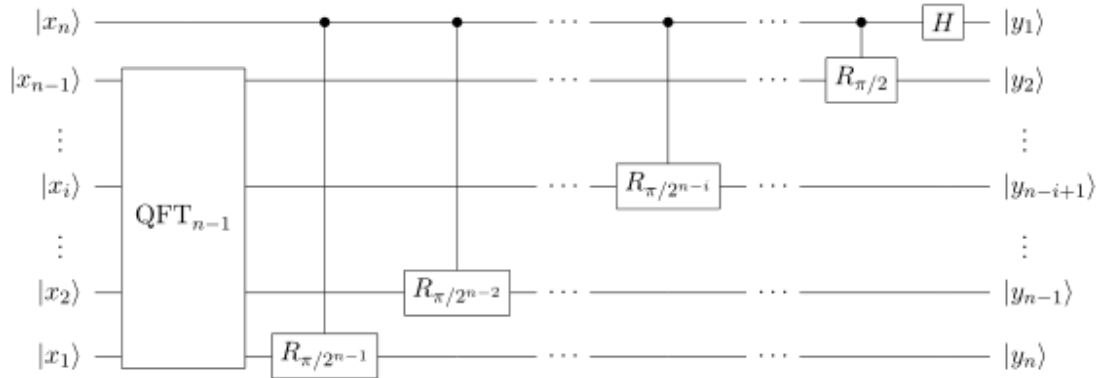 |x_n⟩ ··· ··· H |y_1⟩
|x_{n−1}⟩ ··· ··· R_{π/2} |y_2⟩
⋮ ⋮
|x_i⟩ ··· R_{π/2^{n−i}} ··· |y_{n−i+1}⟩
QFT_{n−1}
⋮ ⋮
|x_2⟩ R_{π/2^{n−2}} ··· ··· |y_{n−1}⟩
|x_1⟩ R_{π/2^{n−1}} ··· ··· |y_n⟩